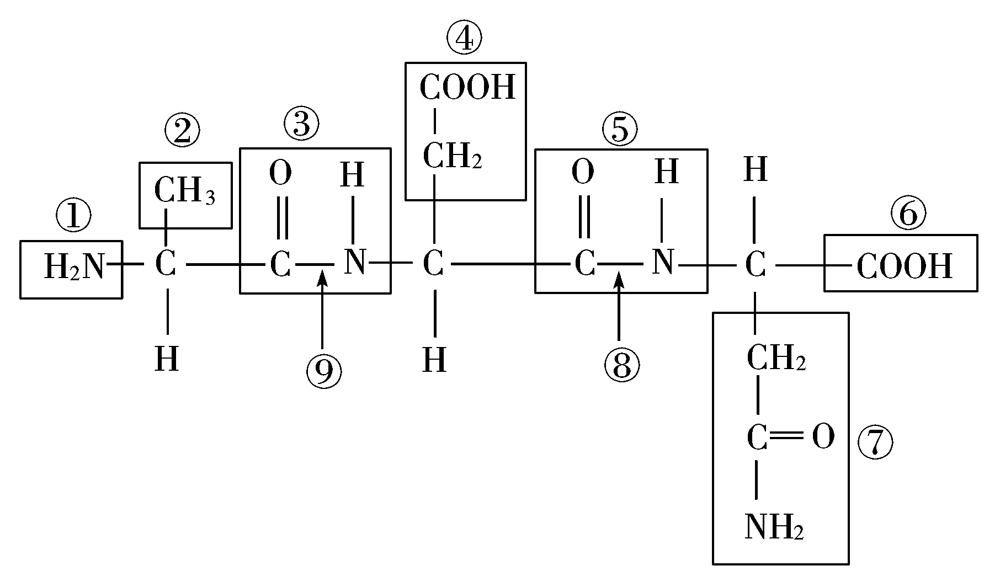 ④
COOH
② ③ ⑤
CH₂
O H O H H
① CH₃ ⑥
H₂N C C N C C N C COOH
H H
⑨ ⑧ CH₂
C O ⑦
NH₂